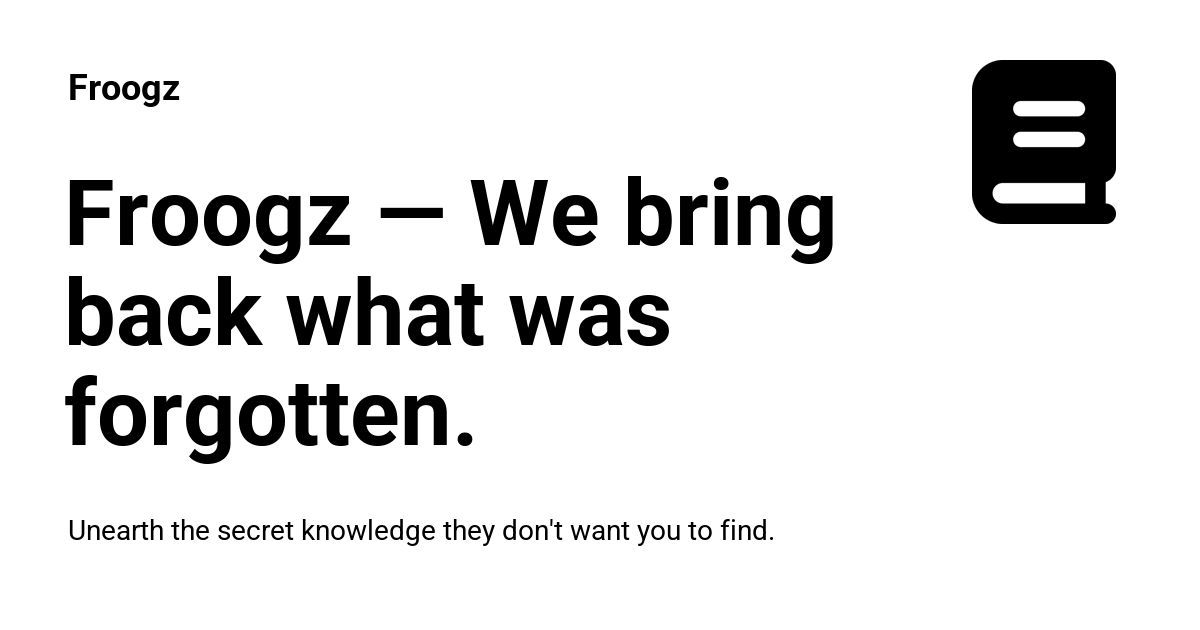 Froogz
Froogz — We bring
back what was
forgotten.
Unearth the secret knowledge they don't want you to find.